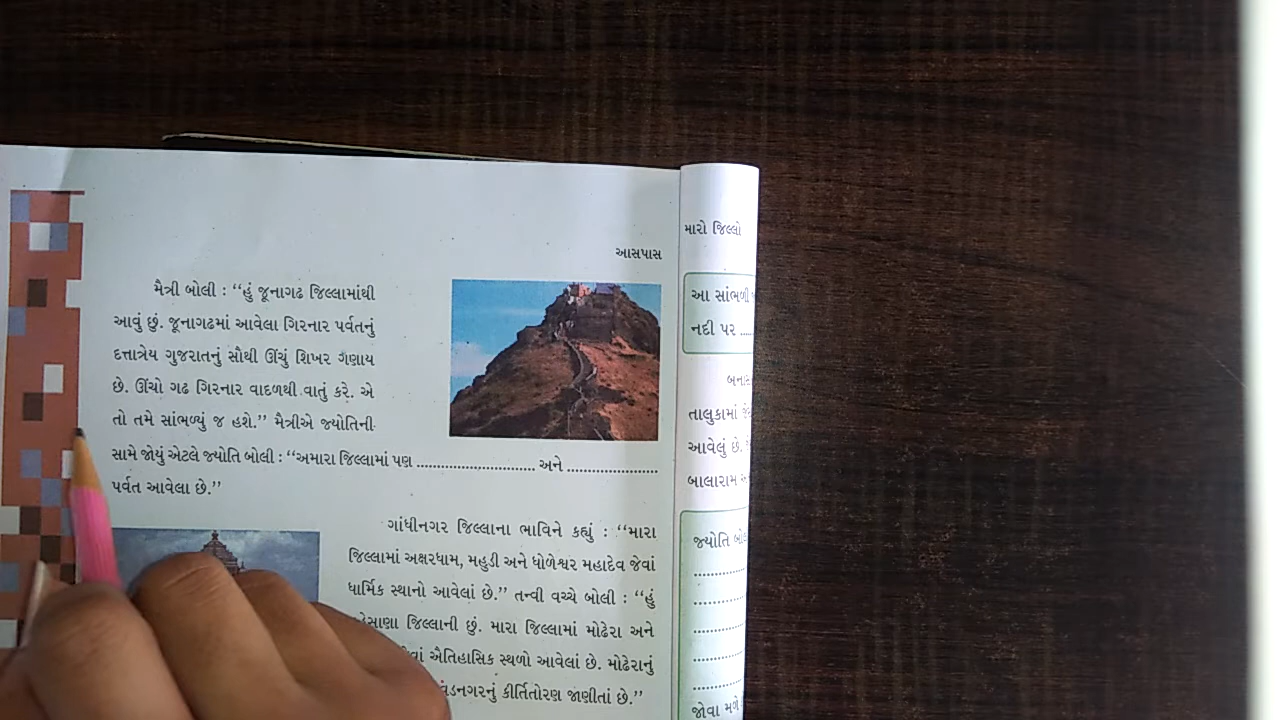 આસપાસ
મૈત્રી બોલી : “હું જૂનાગઢ જિલ્લામાંથી
આવું છું. જૂનાગઢમાં આવેલા ગિરનાર પર્વતનું
દત્તાત્રેય ગુજરાતનું સૌથી ઊંચું શિખર ગણાય
છે. ઊંચો ગઢ ગિરનાર વાદળથી વાતું કરે. એ
તો તમે સાંભળ્યું જ હશે.” મૈત્રીએ જ્યોતિની
સામે જોયું એટલે જ્યોતિ બોલી : “અમારા જિલ્લામાં પણ .............................. અને .......................
પર્વત આવેલા છે.”
ગાંધીનગર જિલ્લાના ભાવિને કહ્યું : “મારા
જિલ્લામાં અક્ષરધામ, મહુડી અને ધોળેશ્વર મહાદેવ જેવાં
ધાર્મિક સ્થાનો આવેલાં છે.” તન્વી વચ્ચે બોલી : “હું
જિલ્લાની છું. મારા જિલ્લામાં મોઢેરા અને
ઐતિહાસિક સ્થળો આવેલાં છે. મોઢેરાનું
કીર્તિતોરણ જાણીતાં છે.”
મારો જિલ્લો
આ સાંભળી
નદી પર ....
તાલુકામાં
આવેલું છે.
બાલારામ
જ્યોતિ
..............
..............
..............
..............
..............
જોવા મળે